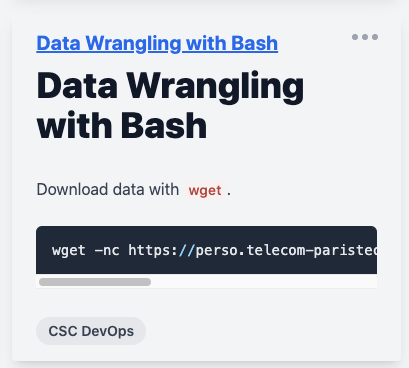 Data Wrangling with Bash
Data Wrangling
with Bash
Download data with wget .
wget -nc https://perso.telecom-paristec
CSC DevOps